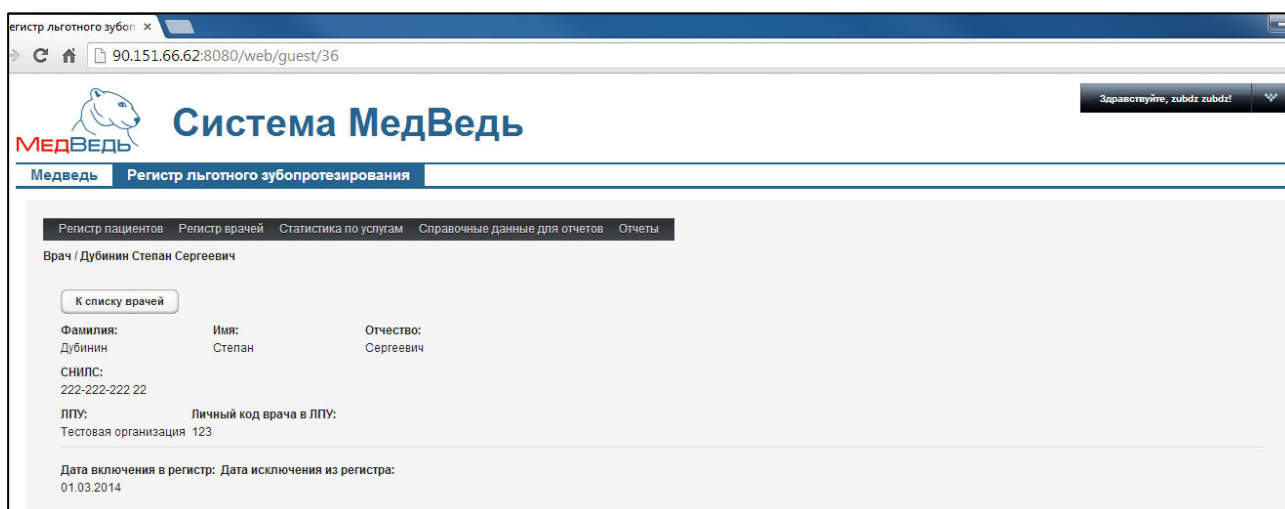 егистр льготного зубоп ×
90.151.66.62:8080/web/guest/36
Здравствуйте, zubdz zubdz!
МедВедь
Система МедВедь
Медведь Регистр льготного зубопротезирования
Регистр пациентов Регистр врачей Статистика по услугам Справочные данные для отчетов Отчеты
Врач / Дубинин Степан Сергеевич
К списку врачей
Фамилия: Имя: Отчество:
Дубинин Степан Сергеевич
СНИЛС:
222-222-222 22
ЛПУ: Личный код врача в ЛПУ:
Тестовая организация 123
Дата включения в регистр: Дата исключения из регистра:
01.03.2014